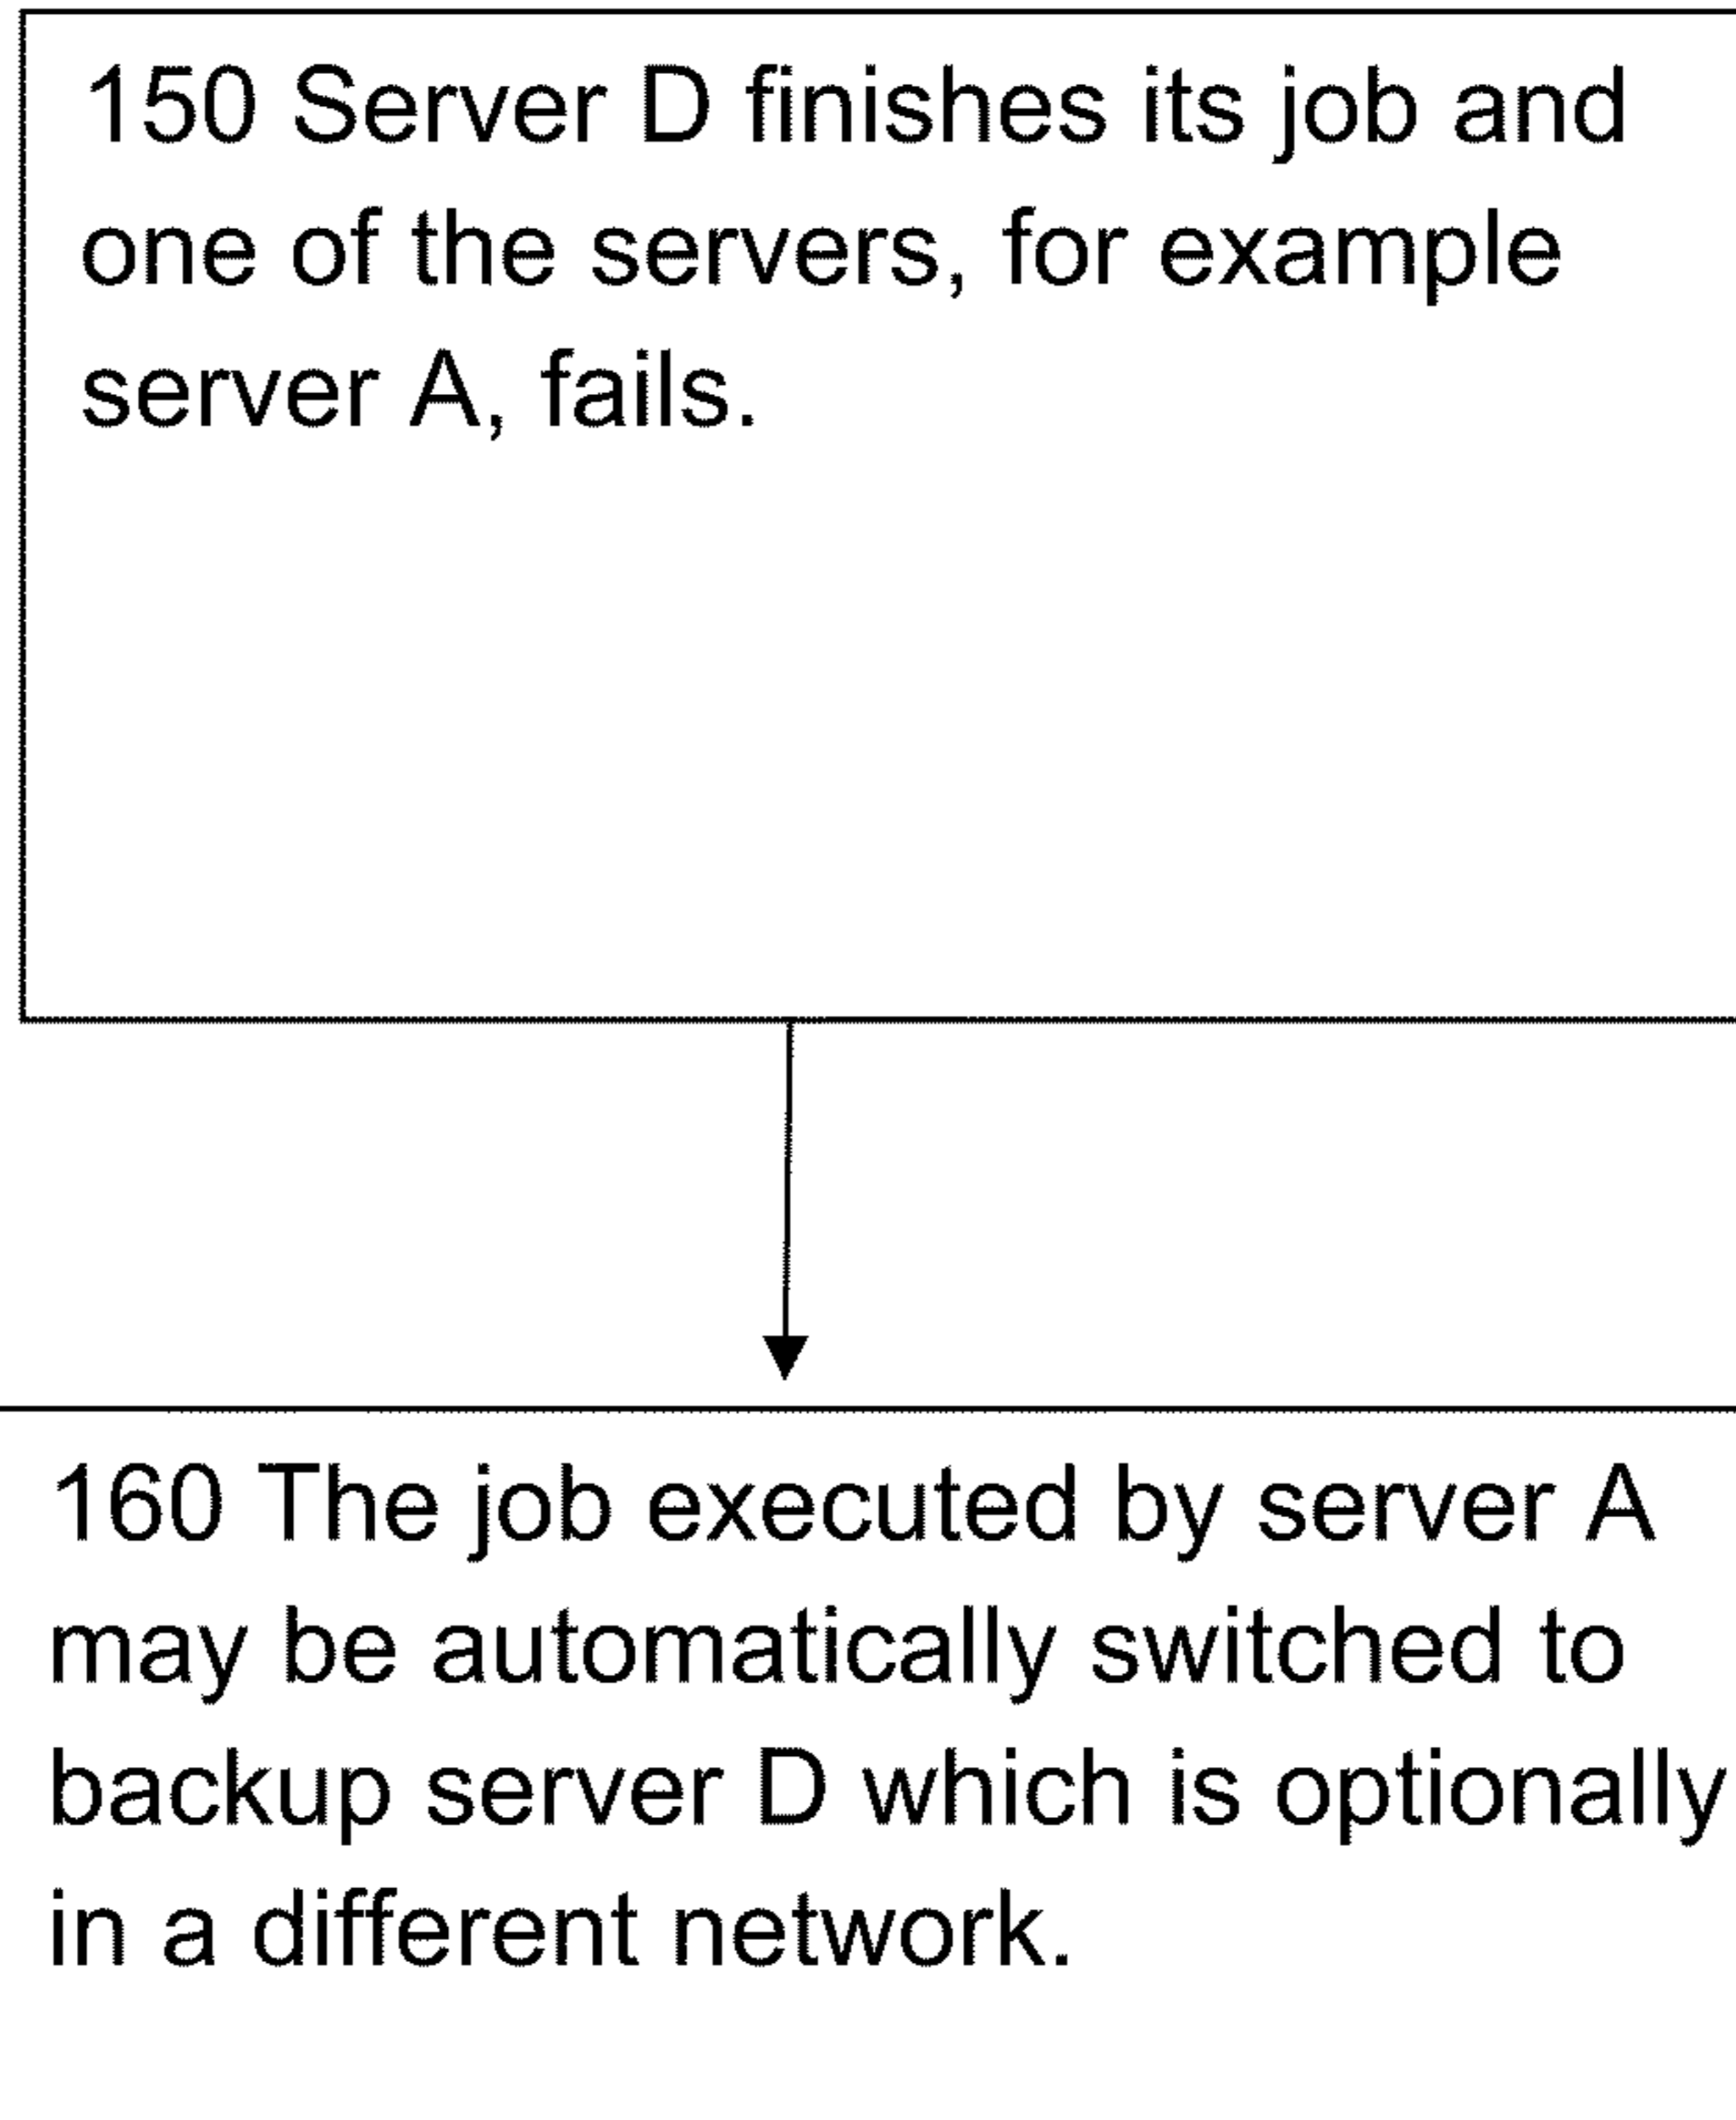 150 Server D finishes its job and
one of the servers, for example
server A, fails.
160 The job executed by server A
may be automatically switched to
backup server D which is optionally
in a different network.